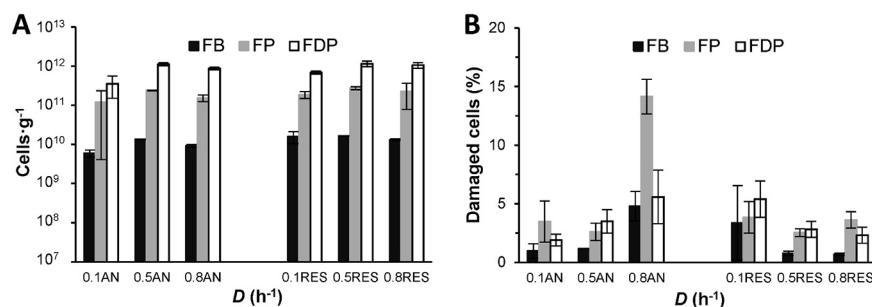 A
B
FB FP FDP
Cells·g⁻¹
10¹³
10¹²
10¹¹
10¹⁰
10⁹
10⁸
10⁷
0.1AN 0.5AN 0.8AN 0.1RES 0.5RES 0.8RES
D (h⁻¹)
FB FP FDP
Damaged cells (%)
20
15
10
5
0
0.1AN 0.5AN 0.8AN 0.1RES 0.5RES 0.8RES
D (h⁻¹)